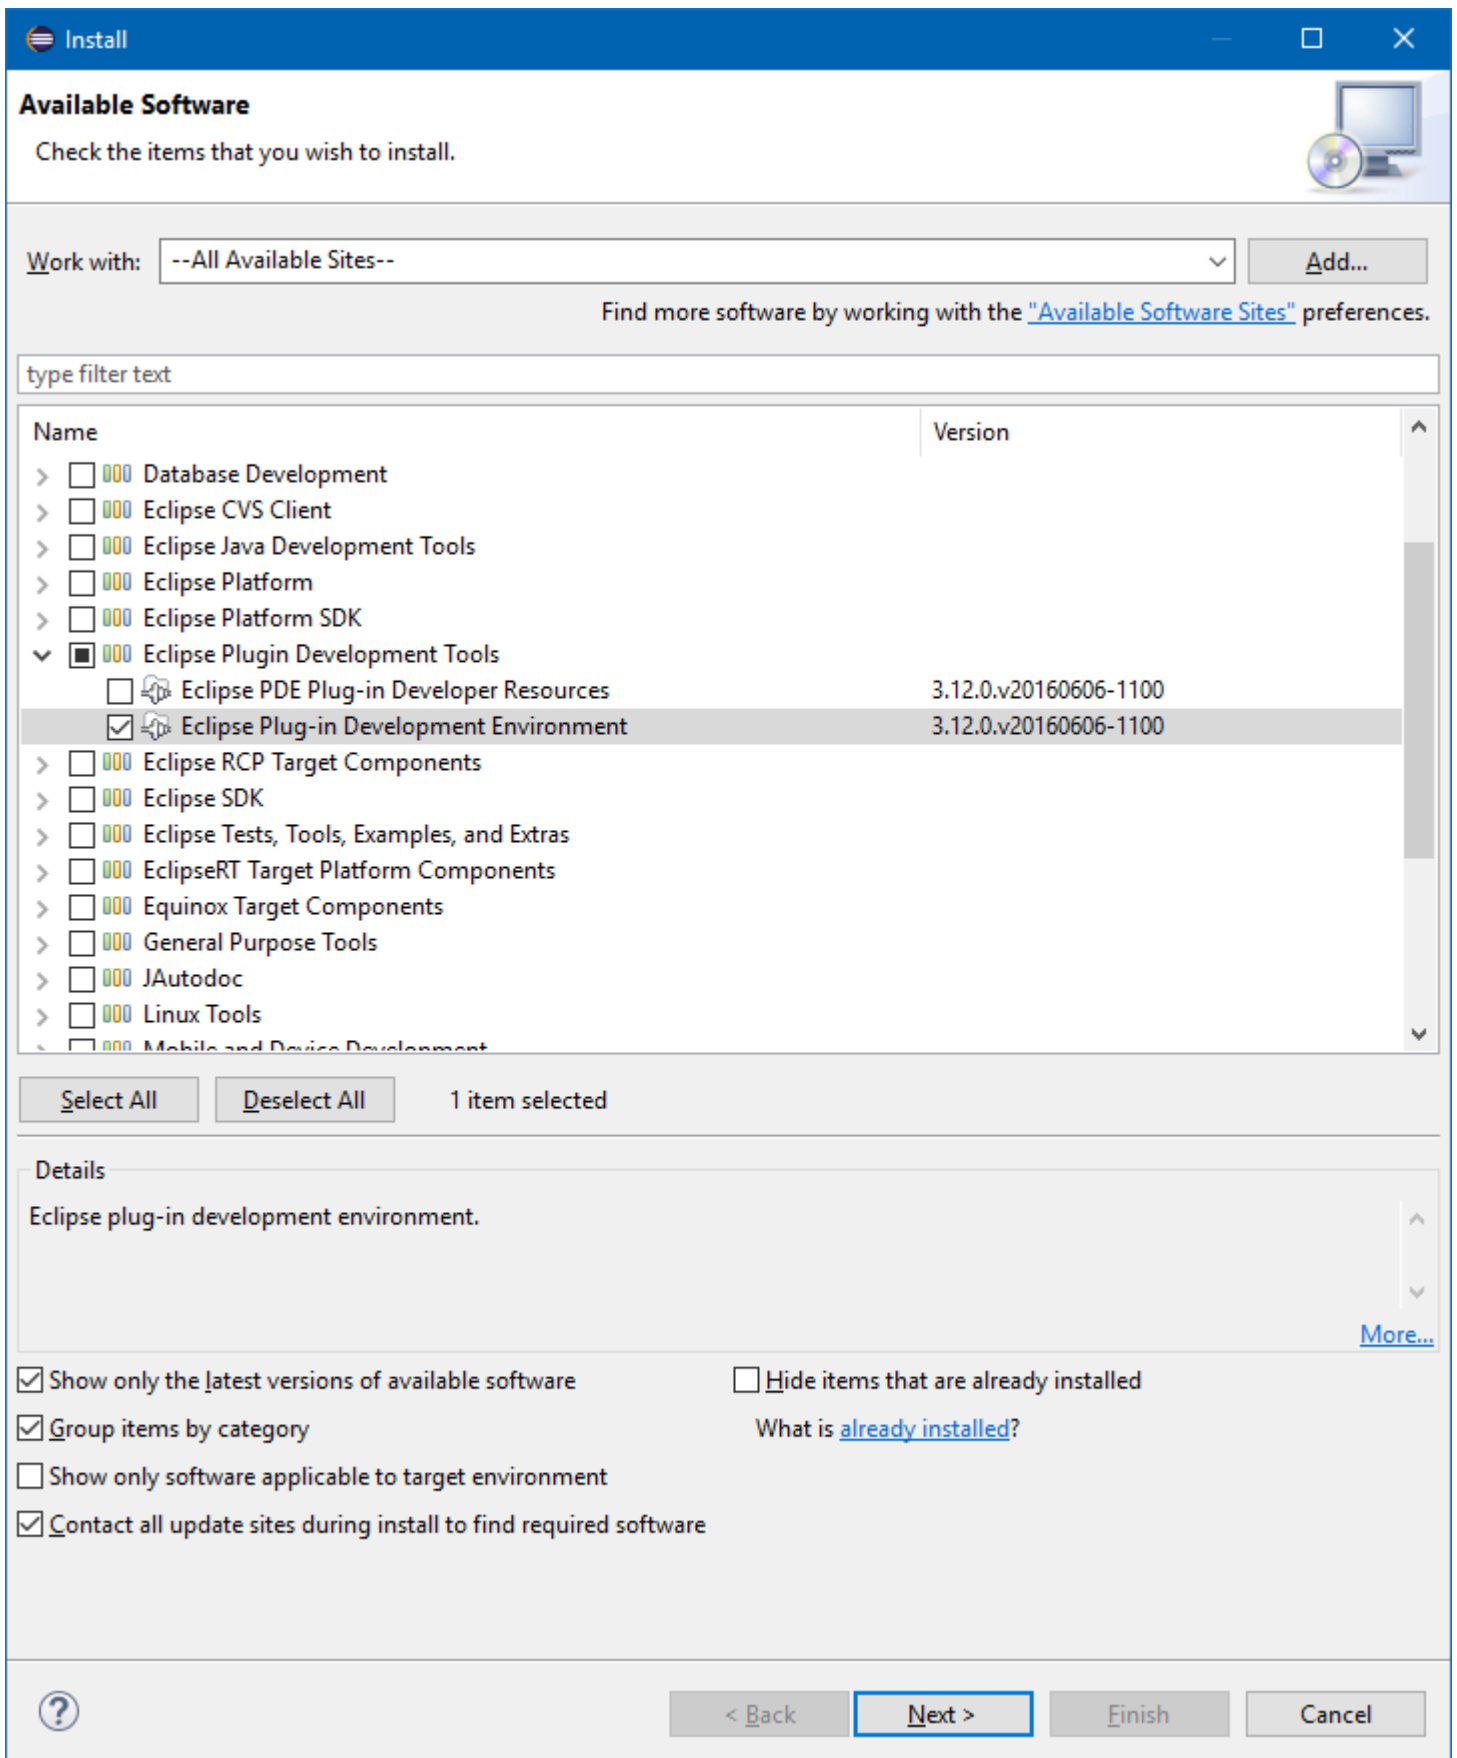 Install
Available Software
Check the items that you wish to install.
Work with: --All Available Sites-- Add...
Find more software by working with the "Available Software Sites" preferences.
type filter text
Name Version
Database Development
Eclipse CVS Client
Eclipse Java Development Tools
Eclipse Platform
Eclipse Platform SDK
Eclipse Plugin Development Tools
Eclipse PDE Plug-in Developer Resources 3.12.0.v20160606-1100
Eclipse Plug-in Development Environment 3.12.0.v20160606-1100
Eclipse RCP Target Components
Eclipse SDK
Eclipse Tests, Tools, Examples, and Extras
EclipseRT Target Platform Components
Equinox Target Components
General Purpose Tools
JAutodoc
Linux Tools
Mobile and Device Development
Select All Deselect All 1 item selected
Details
Eclipse plug-in development environment.
More...
Show only the latest versions of available software Hide items that are already installed
Group items by category What is already installed?
Show only software applicable to target environment
Contact all update sites during install to find required software
? < Back Next > Finish Cancel